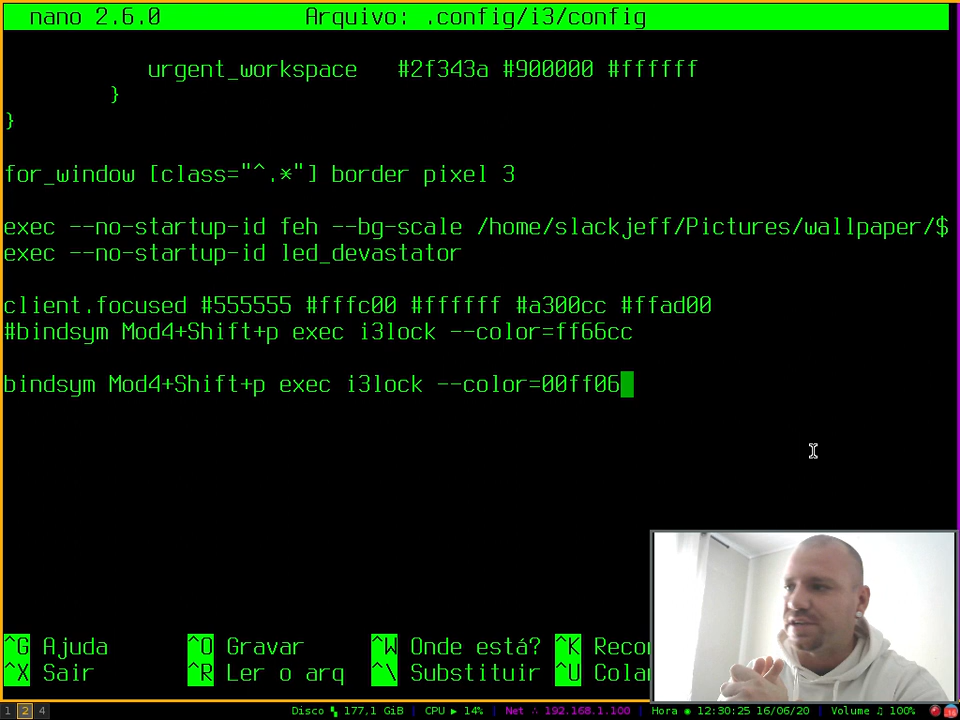 nano 2.6.0 Arquivo: .config/i3/config
urgent_workspace #2f343a #900000 #ffffff
}
}
for_window [class="^.*"] border pixel 3
exec --no-startup-id feh --bg-scale /home/slackjeff/Pictures/wallpaper/$
exec --no-startup-id led_devastator
client.focused #555555 #fffc00 #ffffff #a300cc #ffad00
#bindsym Mod4+Shift+p exec i3lock --color=ff66cc
bindsym Mod4+Shift+p exec i3lock --color=00ff06
^G Ajuda ^O Gravar ^W Onde está? ^K Recor
^X Sair ^R Ler o arq ^\ Substituir ^U Colar
1 2 4 Disco 177,1 GiB | CPU ▶ 14% | Net ∴ 192.168.1.100 | Hora ◉ 12:30:25 16/06/20 | Volume ♫ 100%